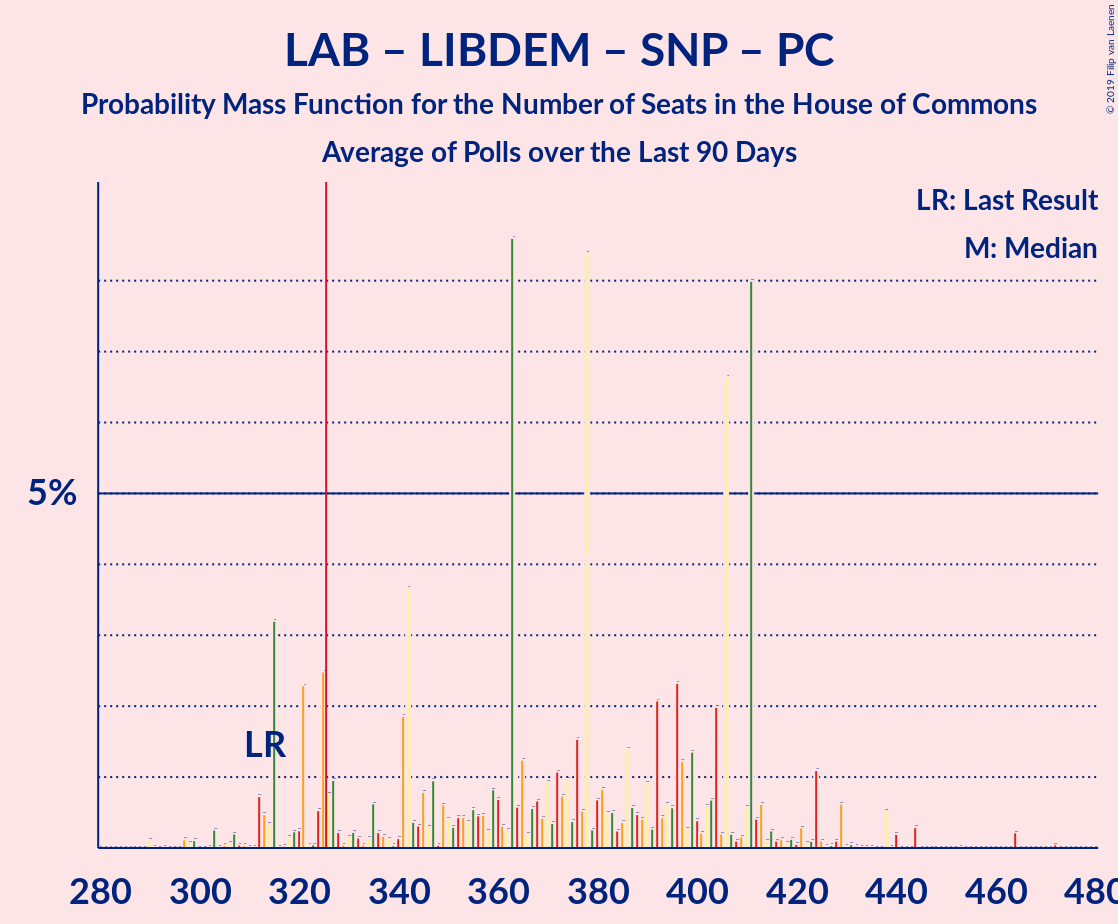 LAB – LIBDEM – SNP – PC
Probability Mass Function for the Number of Seats in the House of Commons
Average of Polls over the Last 90 Days
© 2019 Filip van Laenen
LR: Last Result
M: Median
5%
LR
280 300 320 340 360 380 400 420 440 460 480